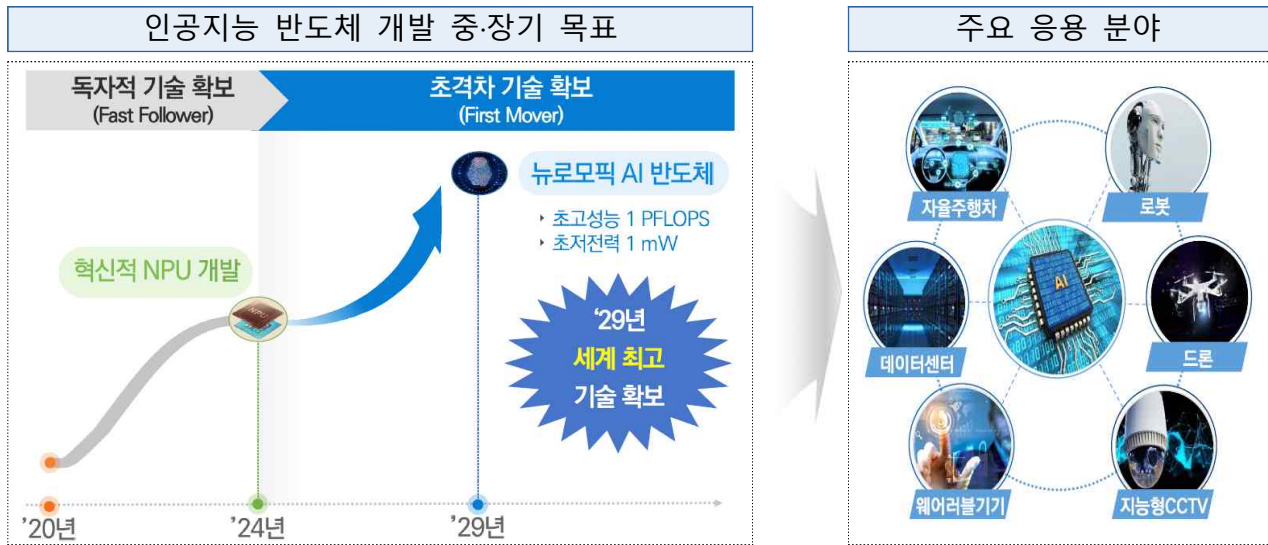 인공지능 반도체 개발 중·장기 목표
주요 응용 분야
독자적 기술 확보
(Fast Follower)
초격차 기술 확보
(First Mover)
뉴로모픽 AI 반도체
‣ 초고성능 1 PFLOPS
‣ 초저전력 1 mW
혁신적 NPU 개발
NPU
‘29년
세계 최고
기술 확보
’20년
’24년
’29년
자율주행차
로봇
AI
데이터센터
드론
웨어러블기기
지능형CCTV